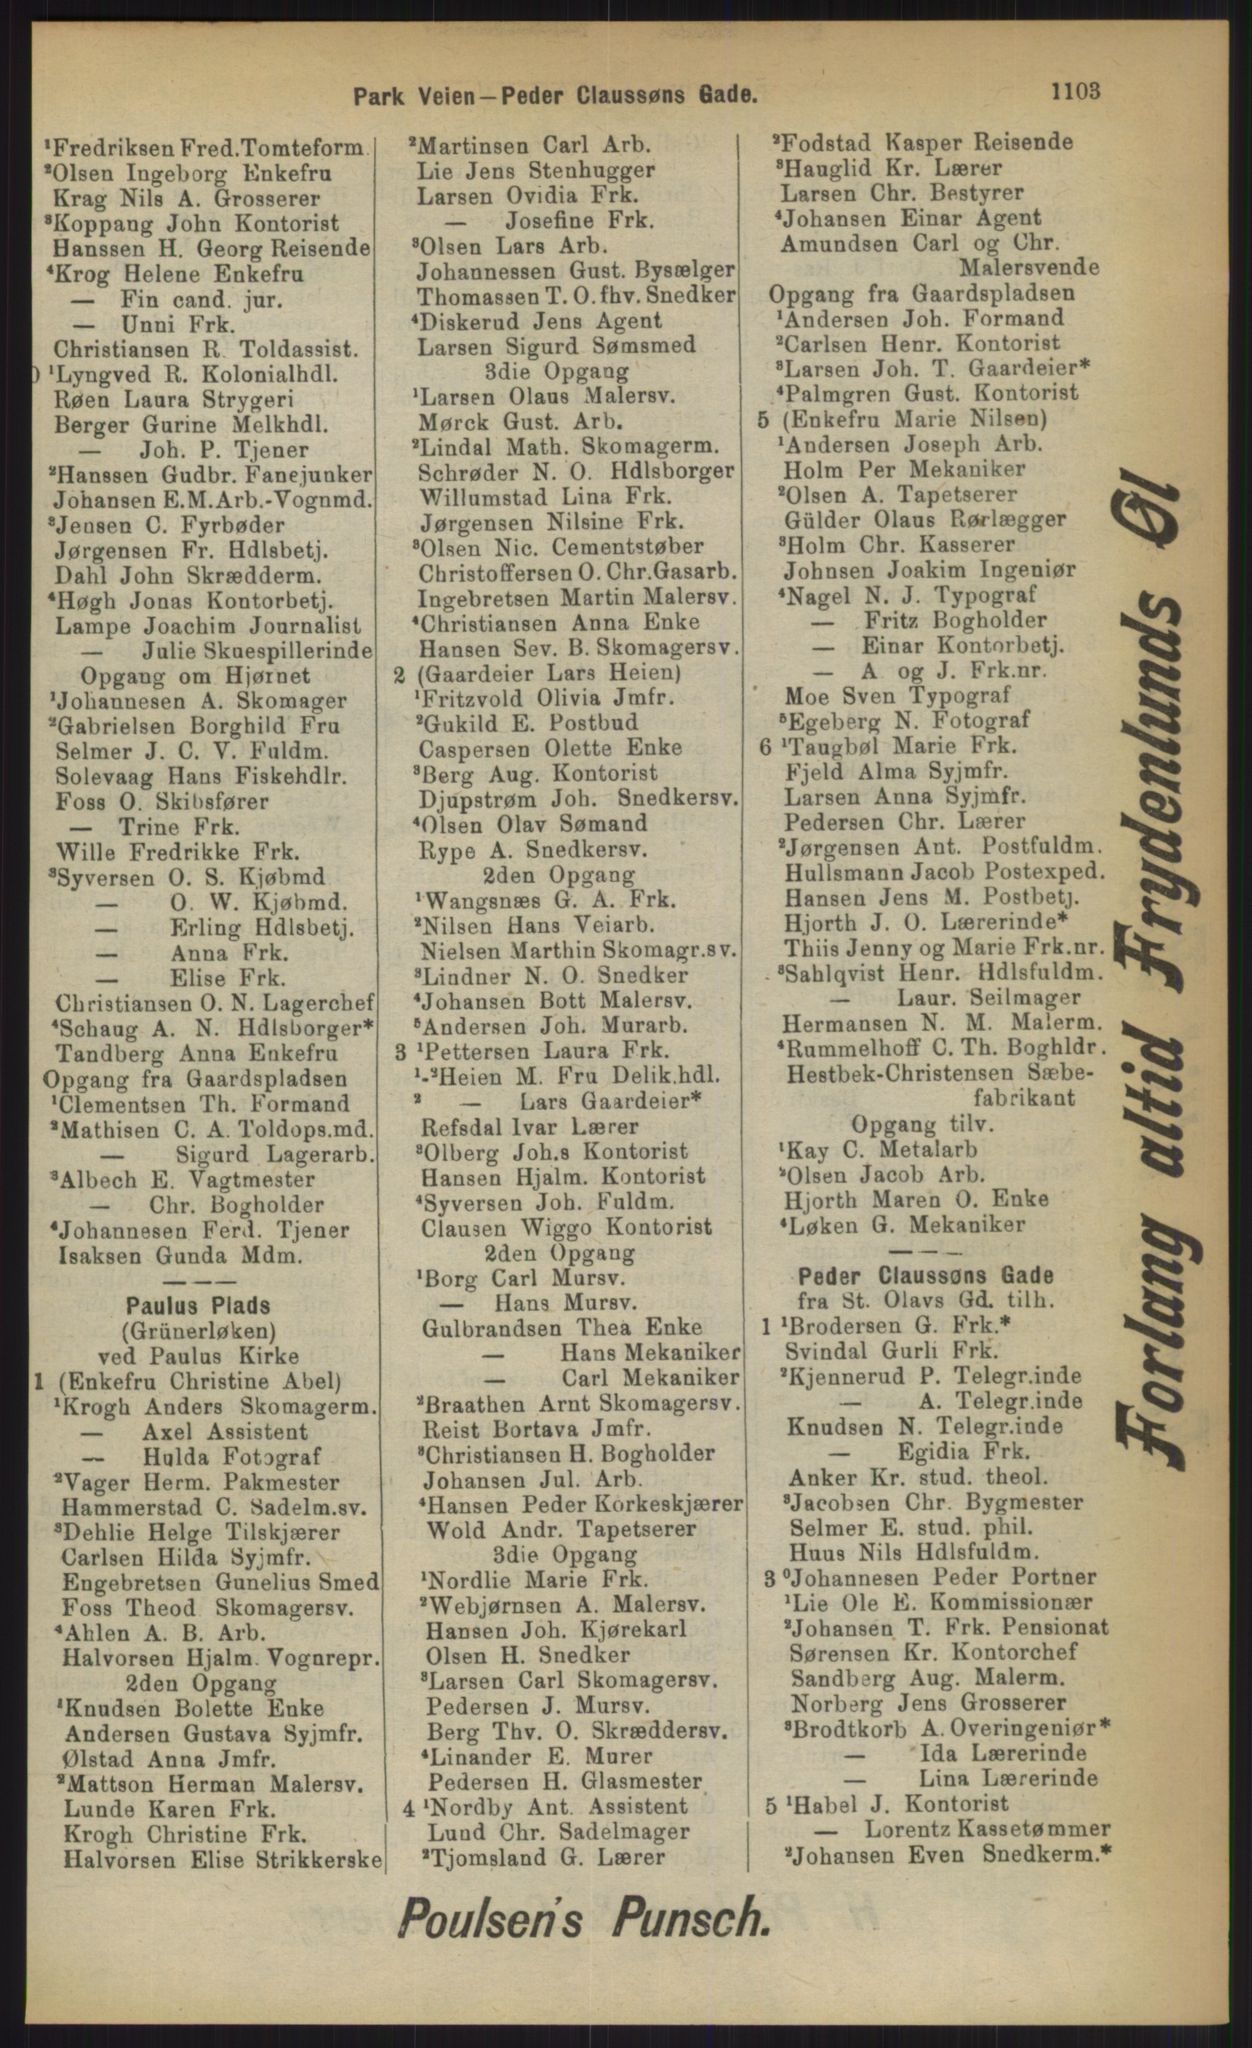 Park Veien—Peder Claussøns Gade.
1103
¹Fredriksen Fred. Tomteform.
²Olsen Ingeborg Enkefru
Krag Nils A. Grosserer
³Koppang John Kontorist
Hanssen H. Georg Reisende
⁴Krog Helene Enkefru
— Fin cand. jur.
— Unni Frk.
Christiansen R. Toldassist.
0 ¹Lyngved R. Kolonialhdl.
Røen Laura Strygeri
Berger Gurine Melkhdl.
— Joh. P. Tjener
²Hanssen Gudbr. Fanejunker
Johansen E.M.Arb.-Vognmd.
³Jensen C. Fyrbøder
Jørgensen Fr. Hdlsbetj.
Dahl John Skrædderm.
⁴Høgh Jonas Kontorbetj.
Lampe Joachim Journalist
— Julie Skuespillerinde
Opgang om Hjørnet
¹Johannesen A. Skomager
²Gabrielsen Borghild Fru
Selmer J. C. V. Fuldm.
Solevaag Hans Fiskehdlr.
Foss O. Skibsfører
— Trine Frk.
Wille Fredrikke Frk.
³Syversen O. S. Kjøbmd
— O. W. Kjøbmd.
— Erling Hdlsbetj.
— Anna Frk.
— Elise Frk.
Christiansen O. N. Lagerchef
⁴Schaug A. N. Hdlsborger*
Tandberg Anna Enkefru
Opgang fra Gaardspladsen
¹Clementsen Th. Formand
²Mathisen C. A. Toldops.md.
— Sigurd Lagerarb.
³Albech E. Vagtmester
— Chr. Bogholder
⁴Johannesen Ferd. Tjener
Isaksen Gunda Mdm.
———
Paulus Plads
(Grünerløken)
ved Paulus Kirke
1 (Enkefru Christine Abel)
¹Krogh Anders Skomagerm.
— Axel Assistent
— Hulda Fotograf
²Vager Herm. Pakmester
Hammerstad C. Sadelm.sv.
³Dehlie Helge Tilskjærer
Carlsen Hilda Syjmfr.
Engebretsen Gunelius Smed
Foss Theod Skomagersv.
⁴Ahlen A. B. Arb.
Halvorsen Hjalm. Vognrepr.
2den Opgang
¹Knudsen Bolette Enke
Andersen Gustava Syjmfr.
Ølstad Anna Jmfr.
²Mattson Herman Malersv.
Lunde Karen Frk.
Krogh Christine Frk.
Halvorsen Elise Strikkerske
²Martinsen Carl Arb.
Lie Jens Stenhugger
Larsen Ovidia Frk.
— Josefine Frk.
³Olsen Lars Arb.
Johannessen Gust. Bysælger
Thomassen T. O. fhv. Snedker
⁴Diskerud Jens Agent
Larsen Sigurd Sømsmed
3die Opgang
¹Larsen Olaus Malersv.
Mørck Gust. Arb.
²Lindal Math. Skomagerm.
Schrøder N. O. Hdlsborger
Willumstad Lina Frk.
Jørgensen Nilsine Frk.
³Olsen Nic. Cementstøber
Christoffersen O. Chr.Gasarb.
Ingebretsen Martin Malersv.
⁴Christiansen Anna Enke
Hansen Sev. B. Skomagersv.
2 (Gaardeier Lars Heien)
¹Fritzvold Olivia Jmfr.
²Gukild E. Postbud
Caspersen Olette Enke
³Berg Aug. Kontorist
Djupstrøm Joh. Snedkersv.
⁴Olsen Olav Sømand
Rype A. Snedkersv.
2den Opgang
¹Wangsnæs G. A. Frk.
²Nilsen Hans Veiarb.
Nielsen Marthin Skomagr.sv.
³Lindner N. O. Snedker
⁴Johansen Bott Malersv.
⁵Andersen Joh. Murarb.
3 ¹Pettersen Laura Frk.
¹-²Heien M. Fru Delik.hdl.
² — Lars Gaardeier*
Refsdal Ivar Lærer
³Olberg Joh.s Kontorist
Hansen Hjalm. Kontorist
⁴Syversen Joh. Fuldm.
Clausen Wiggo Kontorist
2den Opgang
¹Borg Carl Mursv.
— Hans Mursv.
Gulbrandsen Thea Enke
— Hans Mekaniker
— Carl Mekaniker
²Braathen Arnt Skomagersv.
Reist Bortava Jmfr.
³Christiansen H. Bogholder
Johansen Jul. Arb.
⁴Hansen Peder Korkeskjærer
Wold Andr. Tapetserer
3die Opgang
¹Nordlie Marie Frk.
²Webjørnsen A. Malersv.
Hansen Joh. Kjørekarl
Olsen H. Snedker
³Larsen Carl Skomagersv.
Pedersen J. Mursv.
Berg Thv. O. Skræddersv.
⁴Linander E. Murer
Pedersen H. Glasmester
4 ¹Nordby Ant. Assistent
Lund Chr. Sadelmager
²Tjomsland G. Lærer
²Fodstad Kasper Reisende
³Hauglid Kr. Lærer
Larsen Chr. Bestyrer
⁴Johansen Einar Agent
Amundsen Carl og Chr.
Malersvende
Opgang fra Gaardspladsen
¹Andersen Joh. Formand
²Carlsen Henr. Kontorist
³Larsen Joh. T. Gaardeier*
⁴Palmgren Gust. Kontorist
5 (Enkefru Marie Nilsen)
¹Andersen Joseph Arb.
Holm Per Mekaniker
²Olsen A. Tapetserer
Gülder Olaus Rørlægger
³Holm Chr. Kasserer
Johnsen Joakim Ingeniør
⁴Nagel N. J. Typograf
— Fritz Bogholder
— Einar Kontorbetj.
— A og J. Frk.nr.
Moe Sven Typograf
⁵Egeberg N. Fotograf
6 ¹Taugbøl Marie Frk.
Fjeld Alma Syjmfr.
Larsen Anna Syjmfr.
Pedersen Chr. Lærer
²Jørgensen Ant. Postfuldm.
Hullsmann Jacob Postexped.
Hansen Jens M. Postbetj.
Hjorth J. O. Lærerinde*
Thiis Jenny og Marie Frk.nr.
³Sahlqvist Henr. Hdlsfuldm.
— Laur. Seilmager
Hermansen N. M. Malerm.
⁴Rummelhoff C. Th. Boghldr.
Hestbek-Christensen Sæbe-
fabrikant
Opgang tilv.
¹Kay C. Metalarb
²Olsen Jacob Arb.
Hjorth Maren O. Enke
⁴Løken G. Mekaniker
———
Peder Claussøns Gade
fra St. Olavs Gd. tilh.
1 ¹Brodersen G. Frk.*
Svindal Gurli Frk.
²Kjennerud P. Telegr.inde
— A. Telegr.inde
Knudsen N. Telegr.inde
— Egidia Frk.
Anker Kr. stud. theol.
³Jacobsen Chr. Bygmester
Selmer E. stud. phil.
Huus Nils Hdlsfuldm.
3 ⁰Johannesen Peder Portner
¹Lie Ole E. Kommissionær
²Johansen T. Frk. Pensionat
Sørensen Kr. Kontorchef
Sandberg Aug. Malerm.
Norberg Jens Grosserer
³Brodtkorb A. Overingeniør*
— Ida Lærerinde
— Lina Lærerinde
5 ¹Habel J. Kontorist
— Lorentz Kassetømmer
²Johansen Even Snedkerm.*
Forlang altid Frydenlunds Øl
Poulsen's Punsch.